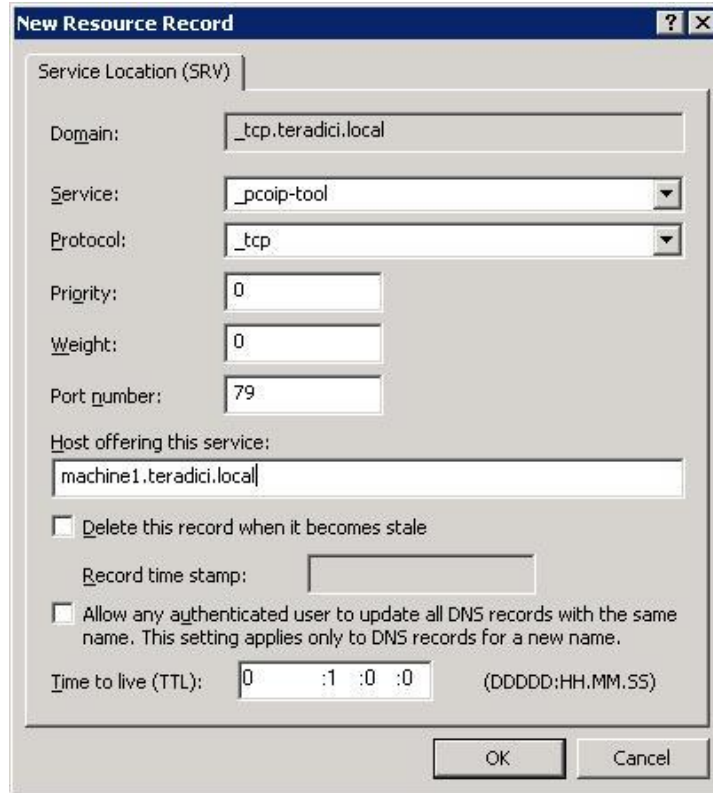 New Resource Record
Service Location (SRV)
Domain: _tcp.teradici.local
Service: _pcoip-tool
Protocol: _tcp
Priority: 0
Weight: 0
Port number: 79
Host offering this service:
machine1.teradici.local
Delete this record when it becomes stale
Record time stamp:
Allow any authenticated user to update all DNS records with the same
name. This setting applies only to DNS records for a new name.
Time to live (TTL): 0 :1 :0 :0 (DDDDD:HH.MM.SS)
OK Cancel